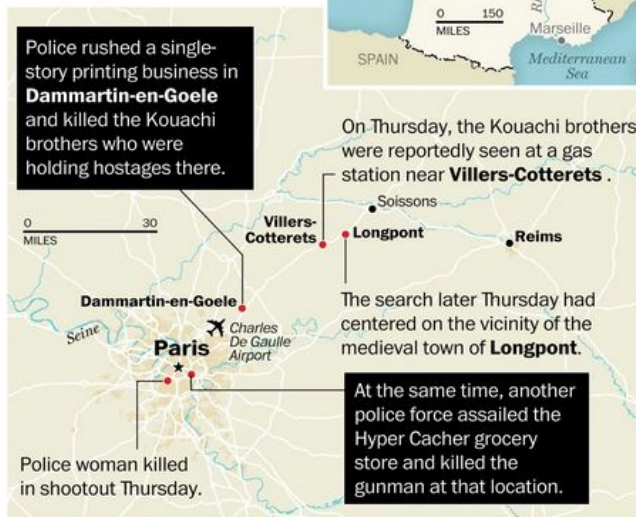 0 150
MILES
SPAIN
Marseille
Mediterranean
Sea
Police rushed a single-
story printing business in
Dammartin-en-Goele
and killed the Kouachi
brothers who were
holding hostages there.
On Thursday, the Kouachi brothers
were reportedly seen at a gas
station near Villers-Cotterets .
0 30
MILES
Soissons
Villers-
Cotterets
Longpont
Reims
Dammartin-en-Goele
Seine
Charles
De Gaulle
Airport
Paris
The search later Thursday had
centered on the vicinity of the
medieval town of Longpont.
At the same time, another
police force assailed the
Hyper Cacher grocery
store and killed the
gunman at that location.
Police woman killed
in shootout Thursday.